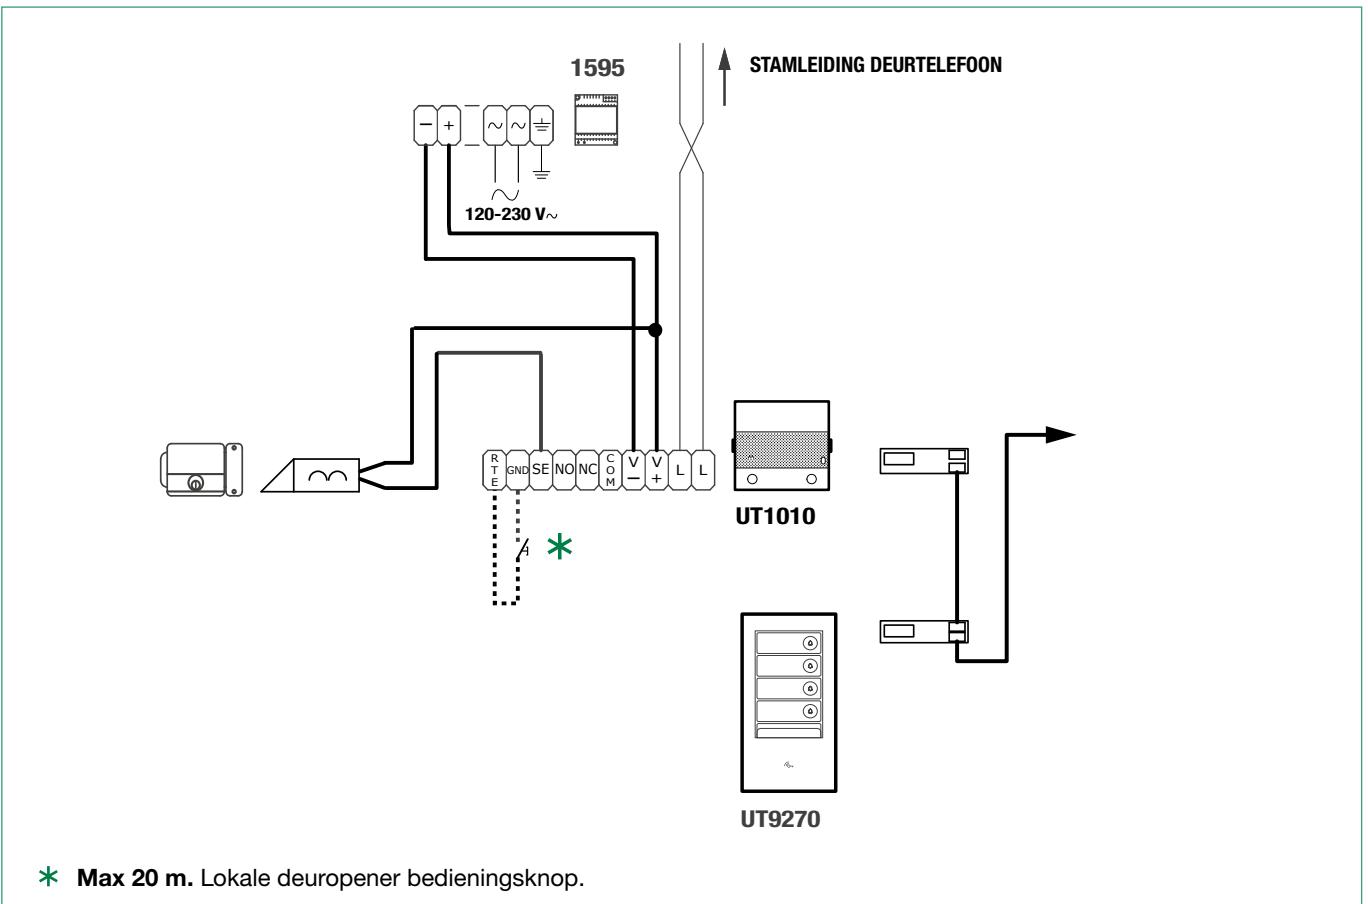 1595
STAMLEIDING DEURTELEFOON
− +
120-230 V~
RTE GND SE NO NC COM V− V+ L L
UT1010
UT9270
* Max 20 m. Lokale deuropener bedieningsknop.